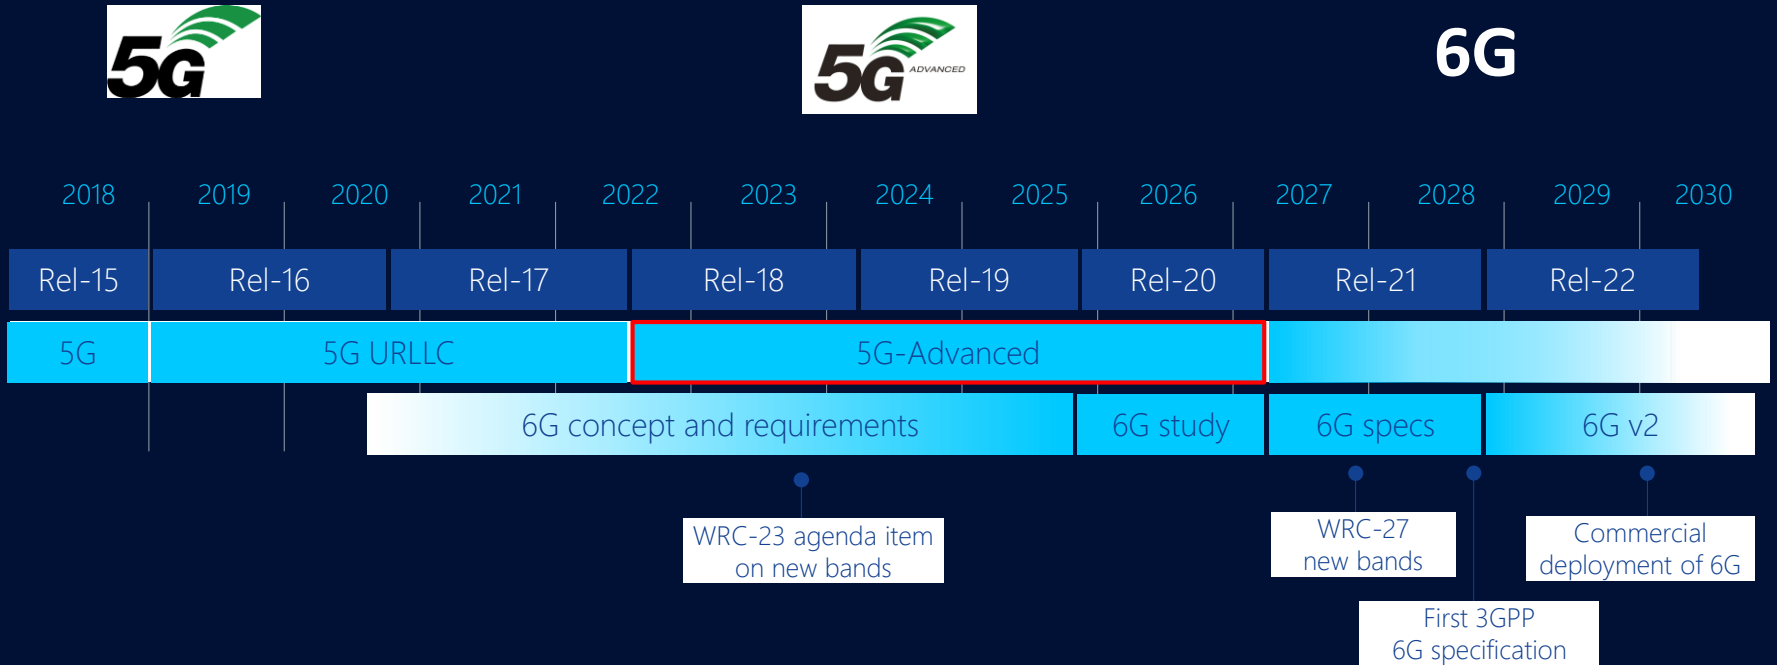 5G
5G ADVANCED
6G
2018 2019 2020 2021 2022 2023 2024 2025 2026 2027 2028 2029 2030
Rel-15 Rel-16 Rel-17 Rel-18 Rel-19 Rel-20 Rel-21 Rel-22
5G 5G URLLC 5G-Advanced
6G concept and requirements 6G study 6G specs 6G v2
WRC-23 agenda item
on new bands
WRC-27
new bands
Commercial
deployment of 6G
First 3GPP
6G specification